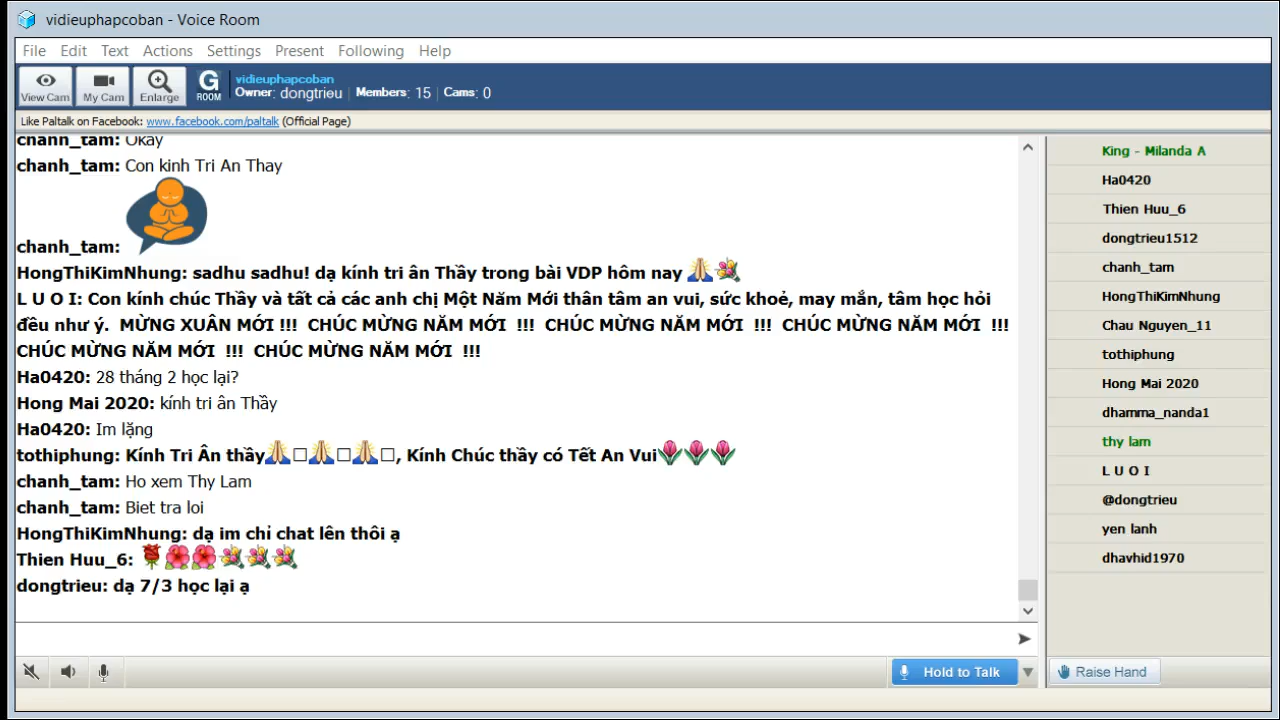 vidieuphapcoban - Voice Room
File Edit Text Actions Settings Present Following Help
View Cam My Cam Enlarge G ROOM
vidieuphapcoban
Owner: dongtrieu | Members: 15 | Cams: 0
Like Paltalk on Facebook: www.facebook.com/paltalk (Official Page)
chanh_tam: Okay
chanh_tam: Con kinh Tri An Thay
chanh_tam:
HongThiKimNhung: sadhu sadhu! dạ kính tri ân Thầy trong bài VDP hôm nay 🙏💐
L U O I: Con kính chúc Thầy và tất cả các anh chị Một Năm Mới thân tâm an vui, sức khoẻ, may mắn, tâm học hỏi
đều như ý. MỪNG XUÂN MỚI !!! CHÚC MỪNG NĂM MỚI !!! CHÚC MỪNG NĂM MỚI !!! CHÚC MỪNG NĂM MỚI !!!
CHÚC MỪNG NĂM MỚI !!! CHÚC MỪNG NĂM MỚI !!!
Ha0420: 28 tháng 2 học lại?
Hong Mai 2020: kính tri ân Thầy
Ha0420: Im lặng
tothiphung: Kính Tri Ân thầy🙏□🙏□🙏□, Kính Chúc thầy có Tết An Vui🌷🌷🌷
chanh_tam: Ho xem Thy Lam
chanh_tam: Biet tra loi
HongThiKimNhung: dạ im chỉ chat lên thôi ạ
Thien Huu_6: 🌹🌺🌺💐💐💐
dongtrieu: dạ 7/3 học lại ạ
Hold to Talk
King - Milanda A
Ha0420
Thien Huu_6
dongtrieu1512
chanh_tam
HongThiKimNhung
Chau Nguyen_11
tothiphung
Hong Mai 2020
dhamma_nanda1
thy lam
L U O I
@dongtrieu
yen lanh
dhavhid1970
Raise Hand